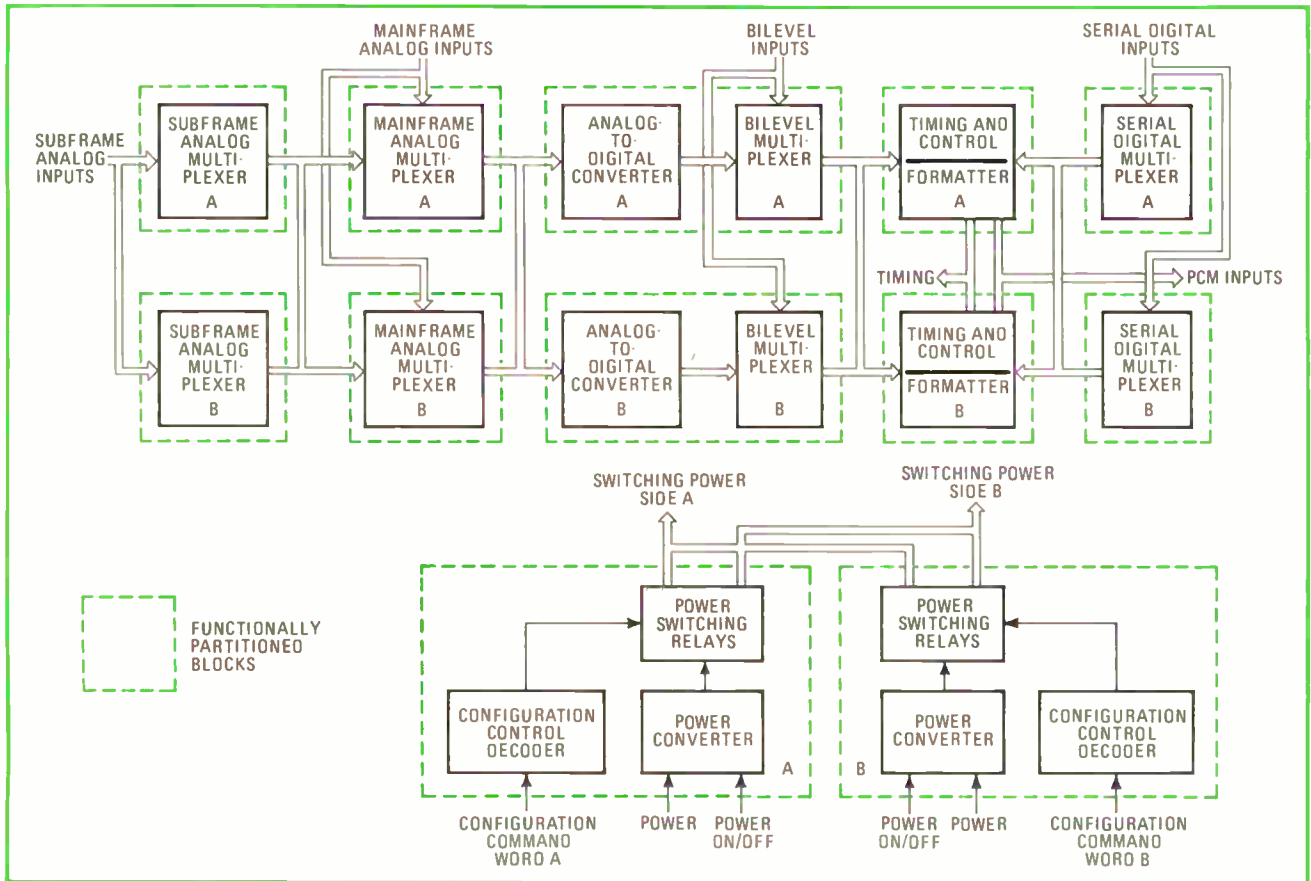 MAINFRAME
ANALOG INPUTS
BILEVEL
INPUTS
SERIAL DIGITAL
INPUTS
SUBFRAME
ANALOG
INPUTS
SUBFRAME
ANALOG
MULTI-
PLEXER
A
MAINFRAME
ANALOG
MULTI-
PLEXER
A
ANALOG-
TO-
DIGITAL
CONVERTER
A
BILEVEL
MULTI-
PLEXER
A
TIMING AND
CONTROL
FORMATTER
A
SERIAL
DIGITAL
MULTI-
PLEXER
A
TIMING
PCM INPUTS
SUBFRAME
ANALOG
MULTI-
PLEXER
B
MAINFRAME
ANALOG
MULTI-
PLEXER
B
ANALOG-
TO-
DIGITAL
CONVERTER
B
BILEVEL
MULTI-
PLEXER
B
TIMING AND
CONTROL
FORMATTER
B
SERIAL
DIGITAL
MULTI-
PLEXER
B
SWITCHING POWER
SIDE A
SWITCHING POWER
SIDE B
FUNCTIONALLY
PARTITIONED
BLOCKS
POWER
SWITCHING
RELAYS
CONFIGURATION
CONTROL
DECODER
POWER
CONVERTER
A
CONFIGURATION
COMMAND
WORD A
POWER
POWER
ON/OFF
POWER
SWITCHING
RELAYS
B
POWER
CONVERTER
CONFIGURATION
CONTROL
DECODER
POWER
ON/OFF
POWER
CONFIGURATION
COMMAND
WORD B